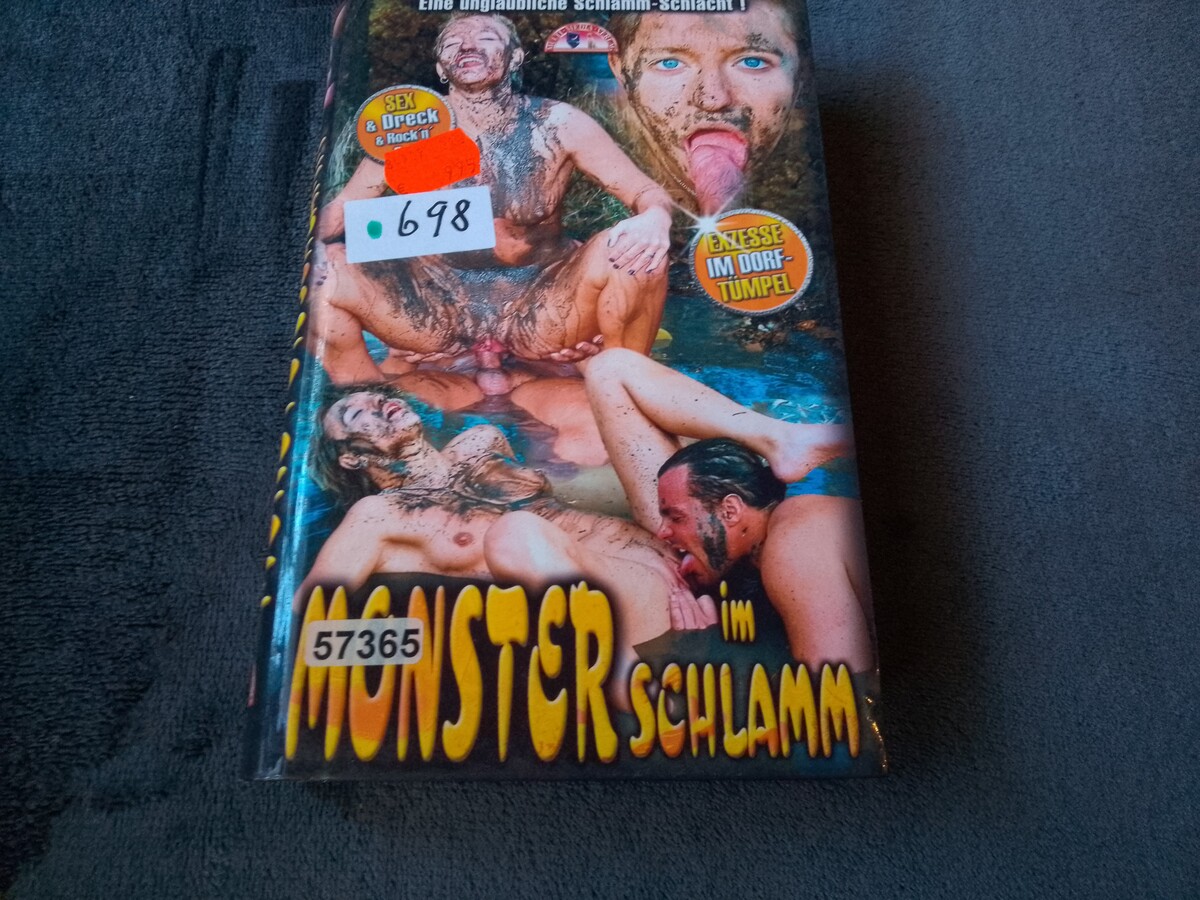 Eine unglaubliche Schlamm-Schlacht !
SEX
& Dreck
& Rock'n'
698
EXZESSE
IM DORF-
TÜMPEL
MONSTER
im
57365
SCHLAMM